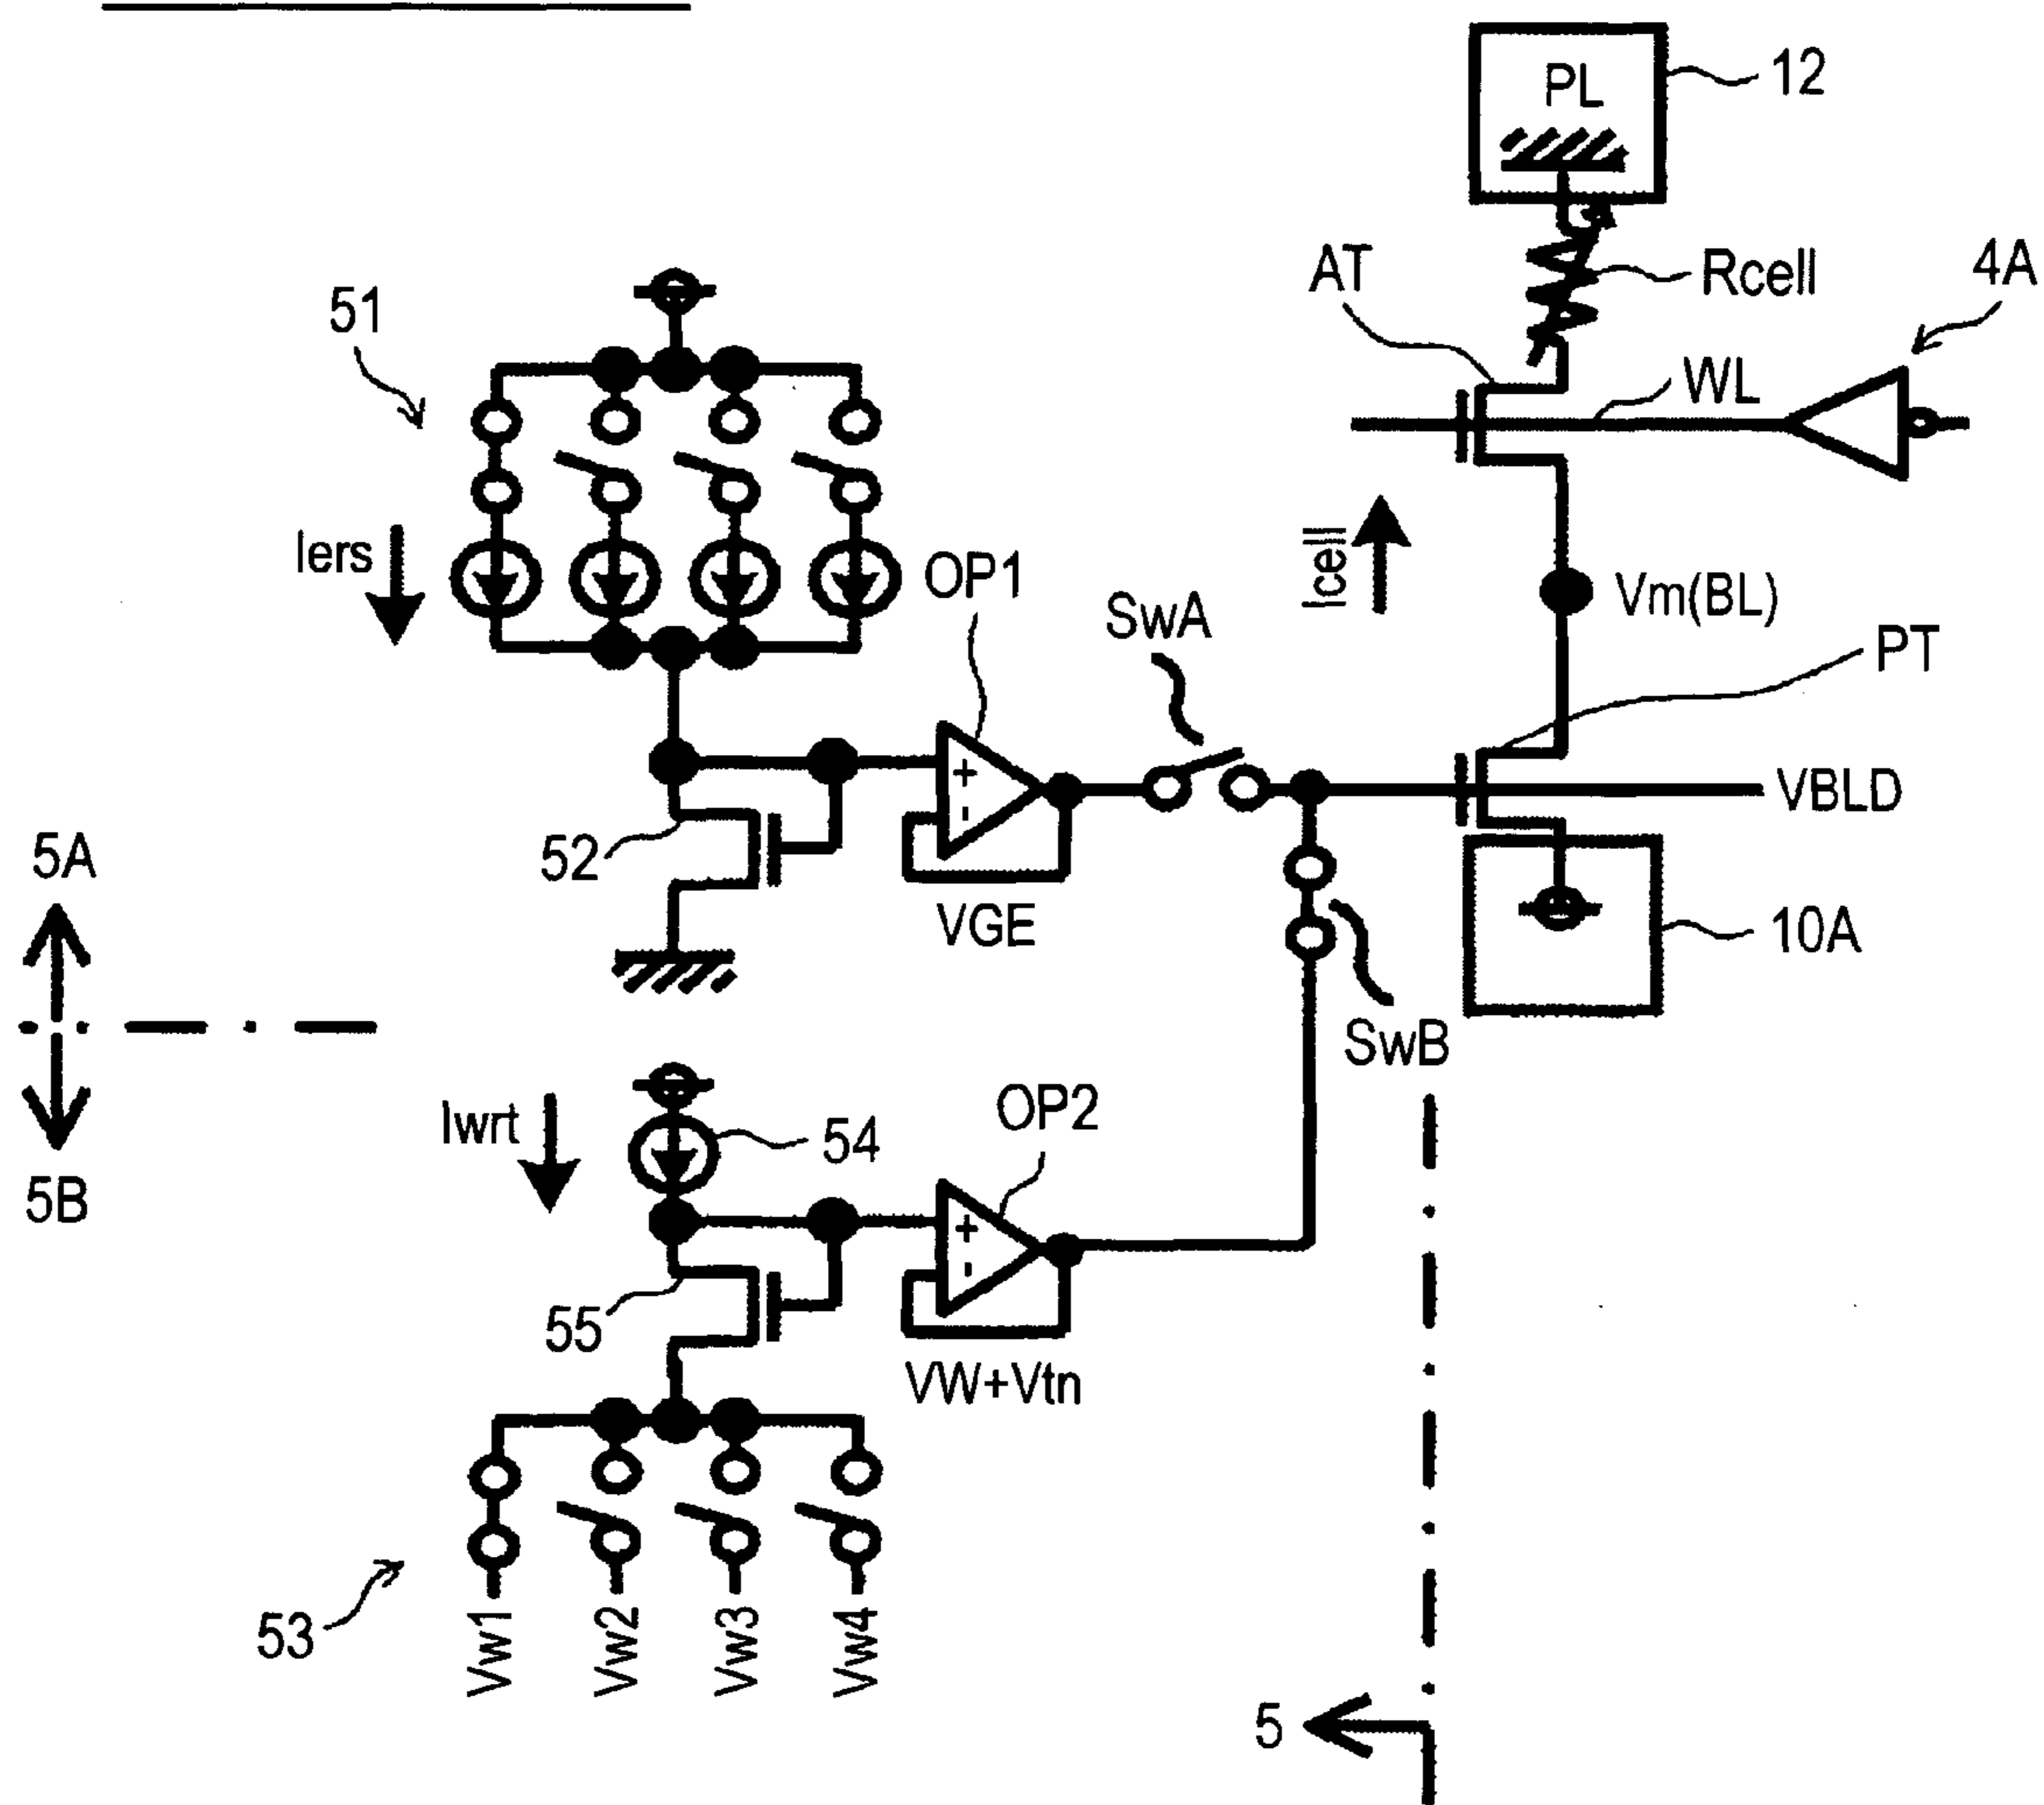 PL
12
AT
Rcell
4A
51
WL
Iers
OP1
Icell
SwA
Vm(BL)
PT
+
-
VBLD
5A
52
VGE
10A
SwB
Iwrt
54
OP2
5B
+
-
55
VW+Vtn
53
Vw1
Vw2
Vw3
Vw4
5